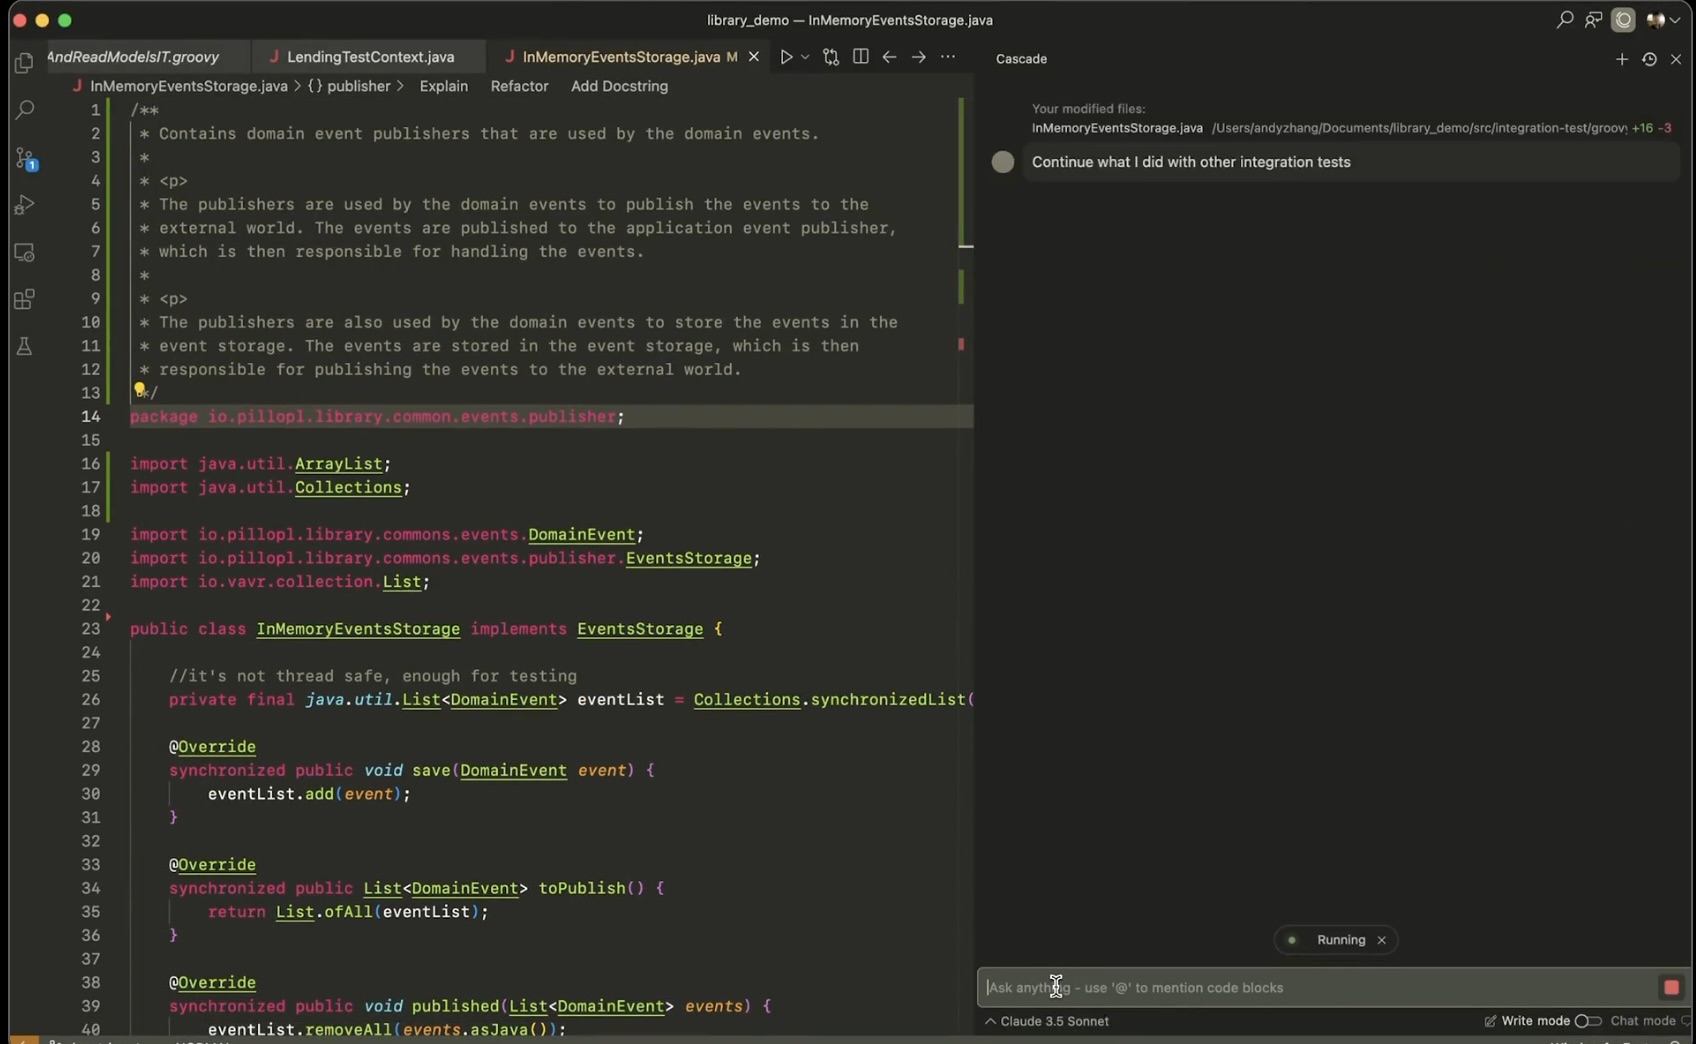 library_demo — InMemoryEventsStorage.java
AndReadModelsIT.groovy
LendingTestContext.java
InMemoryEventsStorage.java M
Cascade
InMemoryEventsStorage.java > {} publisher > Explain Refactor Add Docstring
1 /**
2 * Contains domain event publishers that are used by the domain events.
3 *
4 * <p>
5 * The publishers are used by the domain events to publish the events to the
6 * external world. The events are published to the application event publisher,
7 * which is then responsible for handling the events.
8 *
9 * <p>
10 * The publishers are also used by the domain events to store the events in the
11 * event storage. The events are stored in the event storage, which is then
12 * responsible for publishing the events to the external world.
13 */
14 package io.pillopl.library.common.events.publisher;
15
16 import java.util.ArrayList;
17 import java.util.Collections;
18
19 import io.pillopl.library.commons.events.DomainEvent;
20 import io.pillopl.library.commons.events.publisher.EventsStorage;
21 import io.vavr.collection.List;
22
23 public class InMemoryEventsStorage implements EventsStorage {
24
25 //it's not thread safe, enough for testing
26 private final java.util.List<DomainEvent> eventList = Collections.synchronizedList(
27
28 @Override
29 synchronized public void save(DomainEvent event) {
30 eventList.add(event);
31 }
32
33 @Override
34 synchronized public List<DomainEvent> toPublish() {
35 return List.ofAll(eventList);
36 }
37
38 @Override
39 synchronized public void published(List<DomainEvent> events) {
40 eventList.removeAll(events.asJava());
1
Your modified files:
InMemoryEventsStorage.java /Users/andyzhang/Documents/library_demo/src/integration-test/groov +16 -3
Continue what I did with other integration tests
Running
Ask anything - use '@' to mention code blocks
Claude 3.5 Sonnet
Write mode
Chat mode